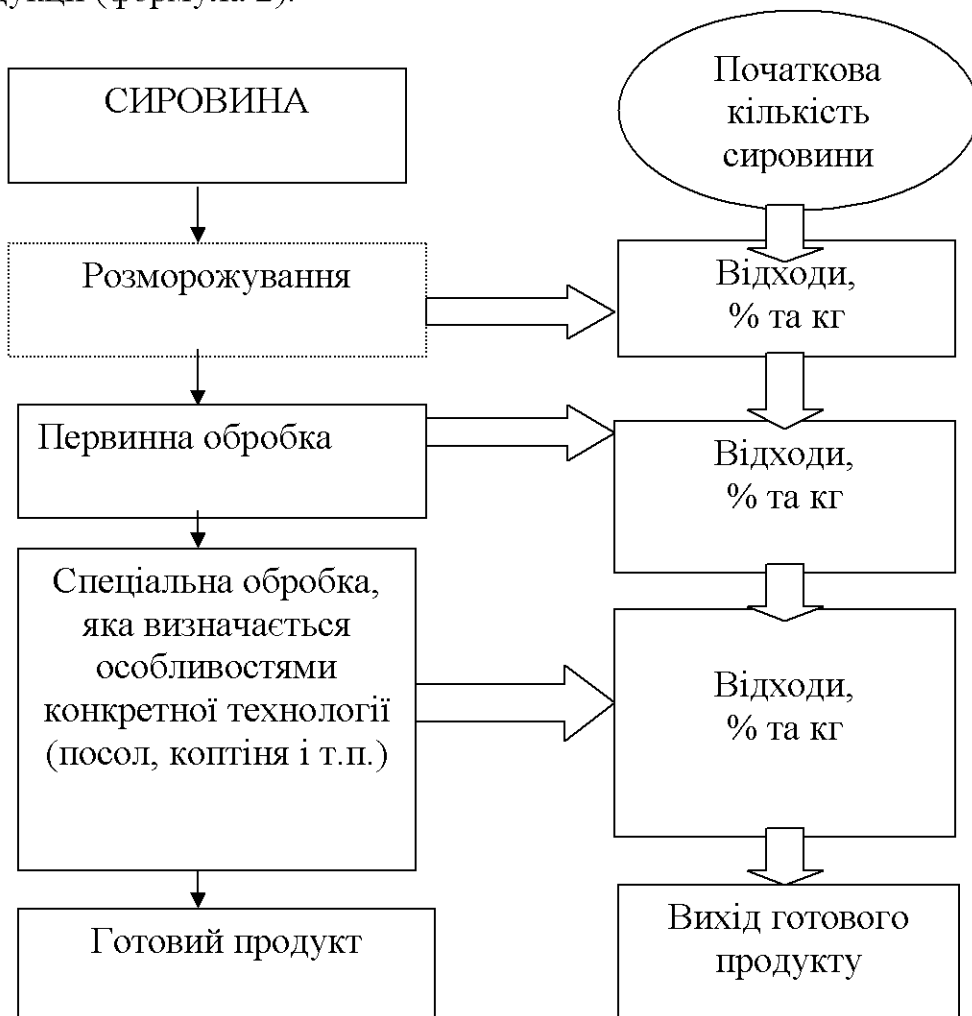 (формула 2).
СИРОВИНА
Початкова
кількість
сировини
Розморожування
Відходи,
% та кг
Первинна обробка
Відходи,
% та кг
Спеціальна обробка,
яка визначається
особливостями
конкретної технології
(посол, коптіня і т.п.)
Відходи,
% та кг
Готовий продукт
Вихід готового
продукту